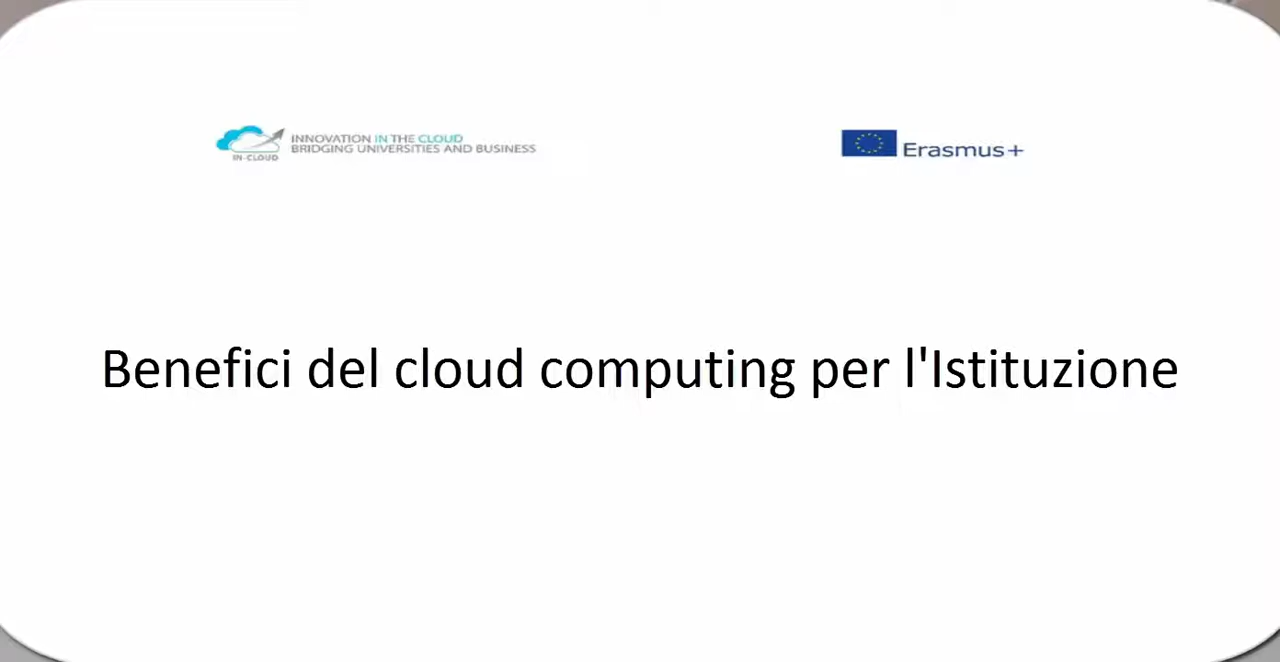 INNOVATION IN THE CLOUD
BRIDGING UNIVERSITIES AND BUSINESS
IN-CLOUD
Erasmus+
Benefici del cloud computing per l'Istituzione